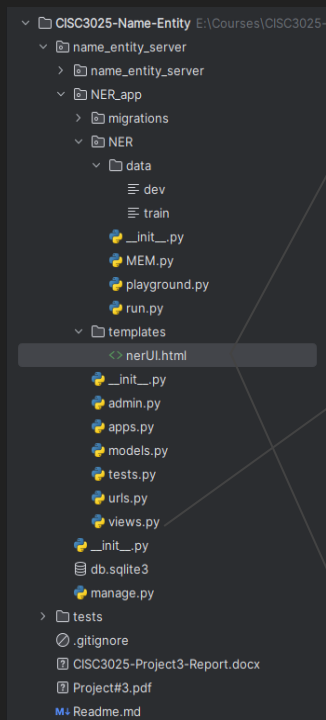 CISC3025-Name-Entity E:\Courses\CISC3025-
name_entity_server
name_entity_server
NER_app
migrations
NER
data
dev
train
__init__.py
MEM.py
playground.py
run.py
templates
<> nerUI.html
__init__.py
admin.py
apps.py
models.py
tests.py
urls.py
views.py
__init__.py
db.sqlite3
manage.py
tests
.gitignore
CISC3025-Project3-Report.docx
Project#3.pdf
M↓ Readme.md